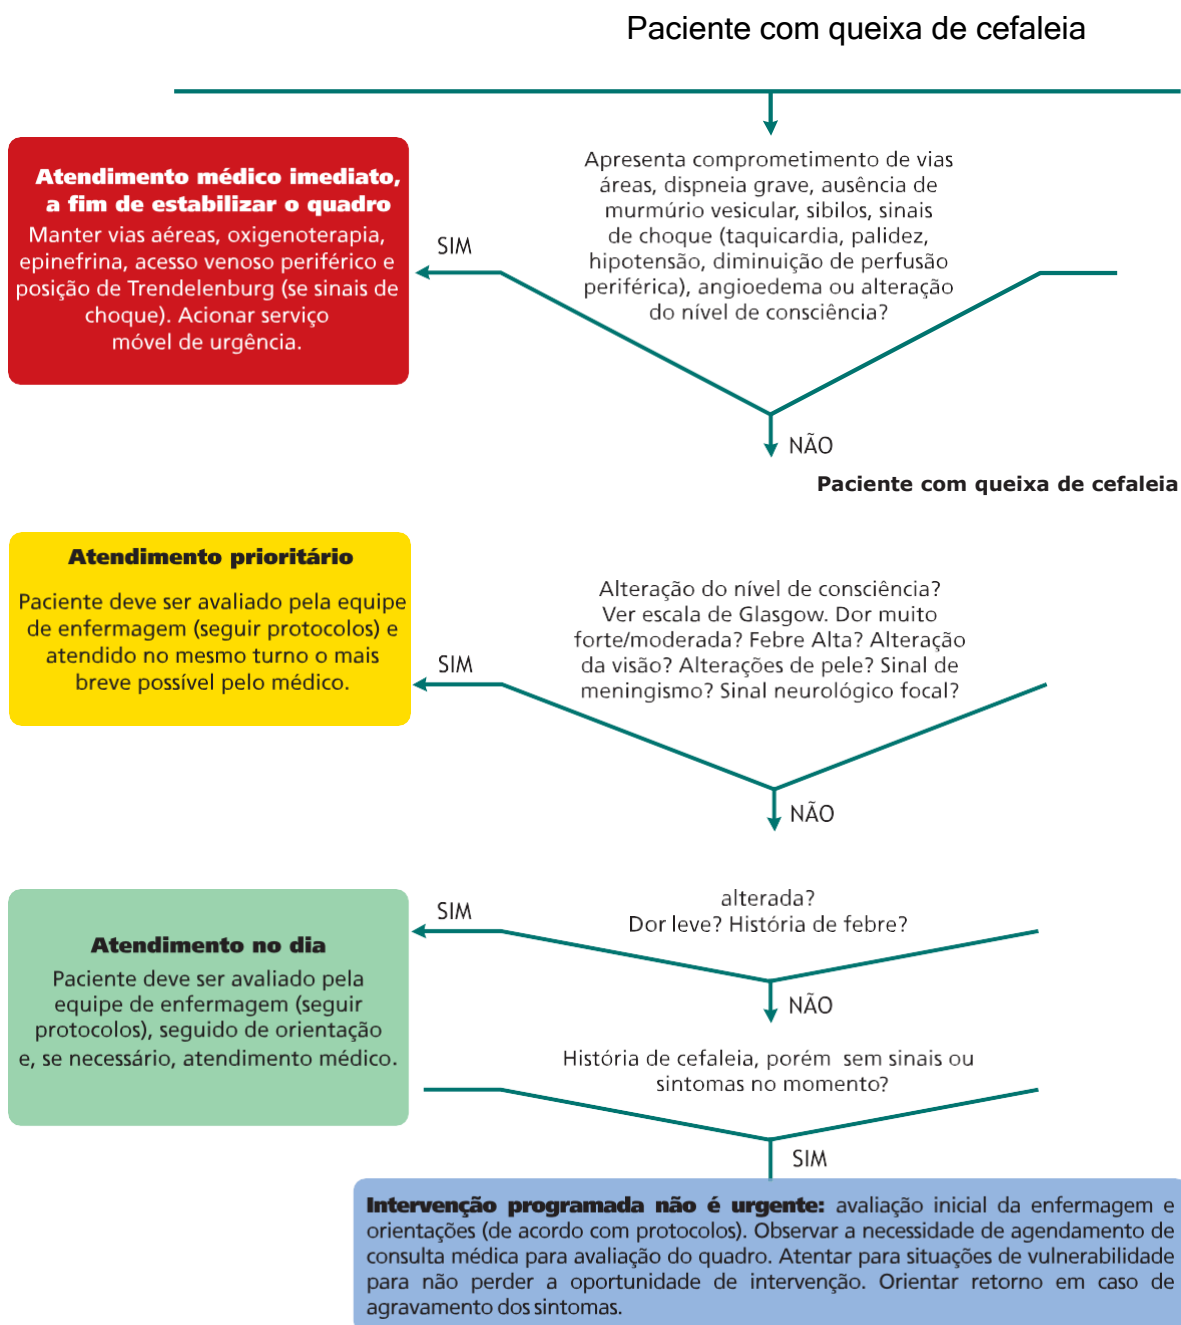 Paciente com queixa de cefaleia
Apresenta comprometimento de vias
áreas, dispneia grave, ausência de
murmúrio vesicular, sibilos, sinais
de choque (taquicardia, palidez,
hipotensão, diminuição de perfusão
periférica), angioedema ou alteração
do nível de consciência?
SIM
Atendimento médico imediato,
a fim de estabilizar o quadro
Manter vias aéreas, oxigenoterapia,
epinefrina, acesso venoso periférico e
posição de Trendelenburg (se sinais de
choque). Acionar serviço
móvel de urgência.
NÃO
Paciente com queixa de cefaleia
Alteração do nível de consciência?
Ver escala de Glasgow. Dor muito
forte/moderada? Febre Alta? Alteração
da visão? Alterações de pele? Sinal de
meningismo? Sinal neurológico focal?
SIM
Atendimento prioritário
Paciente deve ser avaliado pela equipe
de enfermagem (seguir protocolos) e
atendido no mesmo turno o mais
breve possível pelo médico.
NÃO
alterada?
Dor leve? História de febre?
SIM
Atendimento no dia
Paciente deve ser avaliado pela
equipe de enfermagem (seguir
protocolos), seguido de orientação
e, se necessário, atendimento médico.
NÃO
História de cefaleia, porém sem sinais ou
sintomas no momento?
SIM
Intervenção programada não é urgente: avaliação inicial da enfermagem e
orientações (de acordo com protocolos). Observar a necessidade de agendamento de
consulta médica para avaliação do quadro. Atentar para situações de vulnerabilidade
para não perder a oportunidade de intervenção. Orientar retorno em caso de
agravamento dos sintomas.